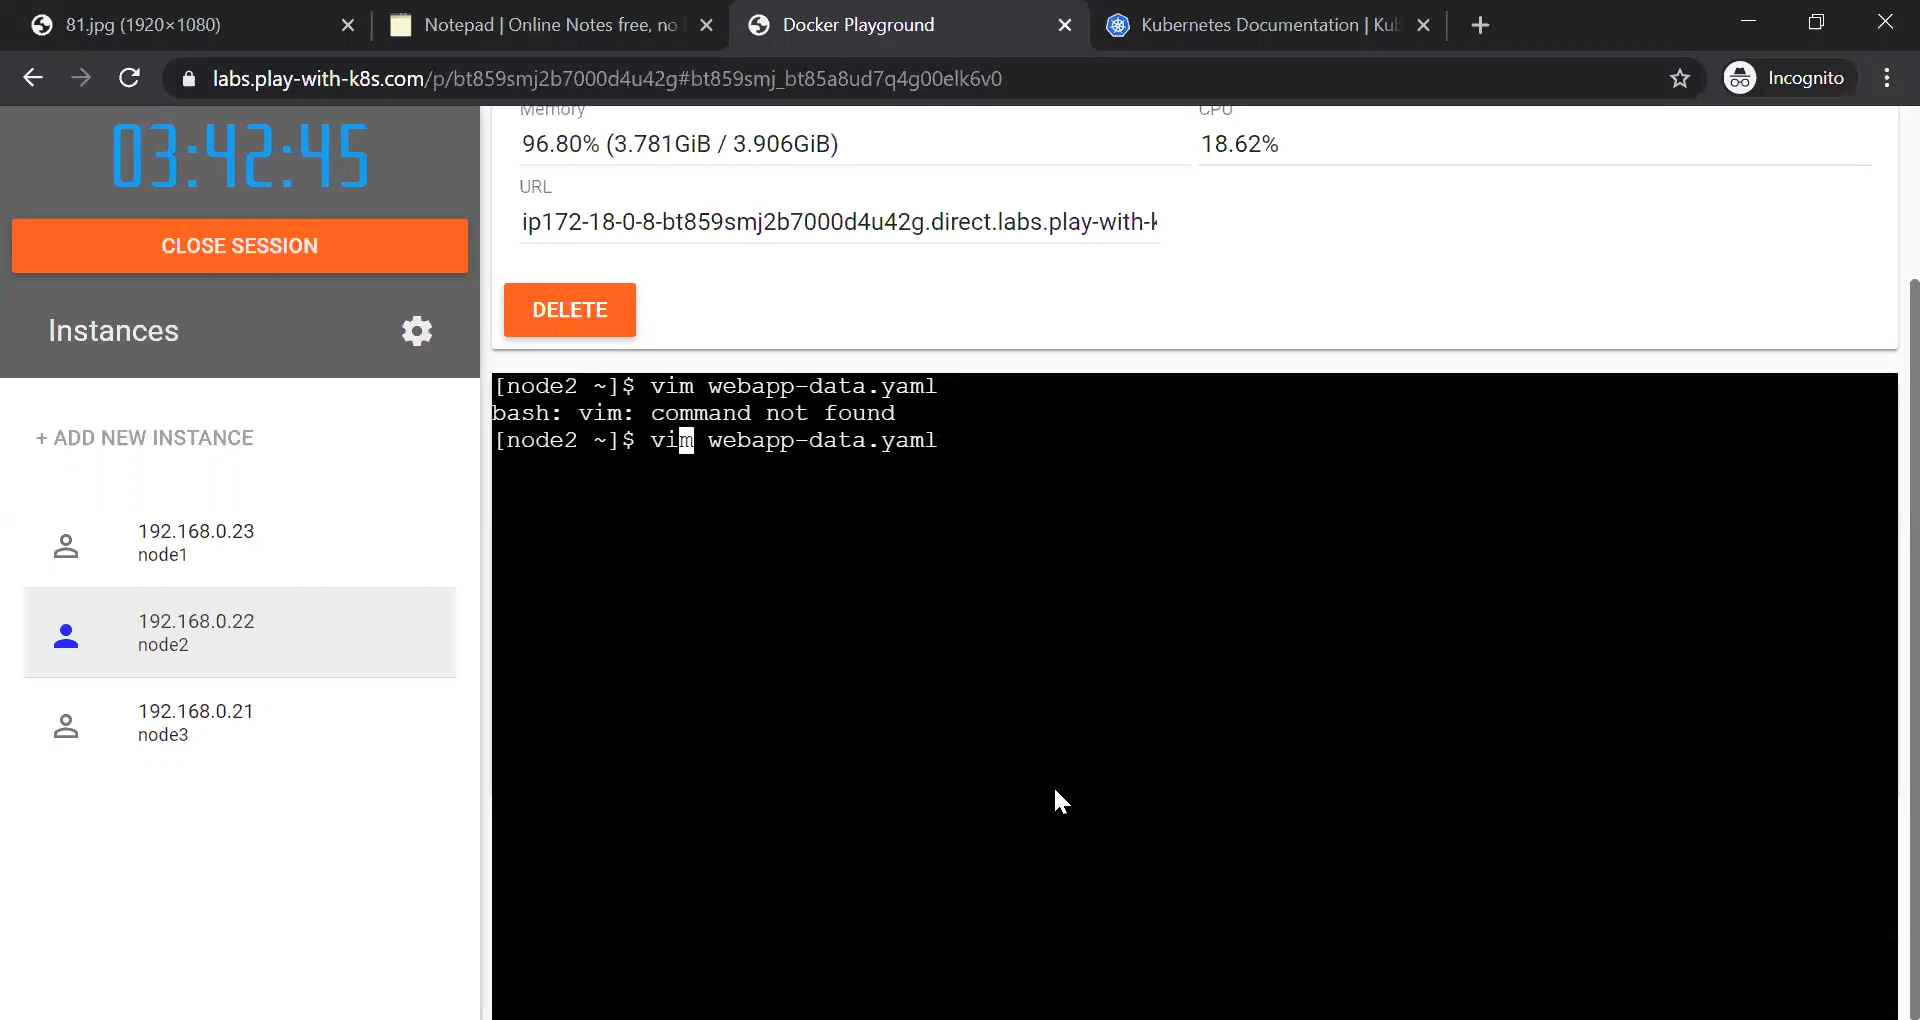 81.jpg (1920×1080)
Notepad | Online Notes free, no
Docker Playground
Kubernetes Documentation | Kub
labs.play-with-k8s.com/p/bt859smj2b7000d4u42g#bt859smj_bt85a8ud7q4g00elk6v0
Incognito
03:42:45
CLOSE SESSION
Instances
+ ADD NEW INSTANCE
192.168.0.23
node1
192.168.0.22
node2
192.168.0.21
node3
Memory
CPU
96.80% (3.781GiB / 3.906GiB)
18.62%
URL
ip172-18-0-8-bt859smj2b7000d4u42g.direct.labs.play-with-k
DELETE
[node2 ~]$ vim webapp-data.yaml
bash: vim: command not found
[node2 ~]$ vim webapp-data.yaml